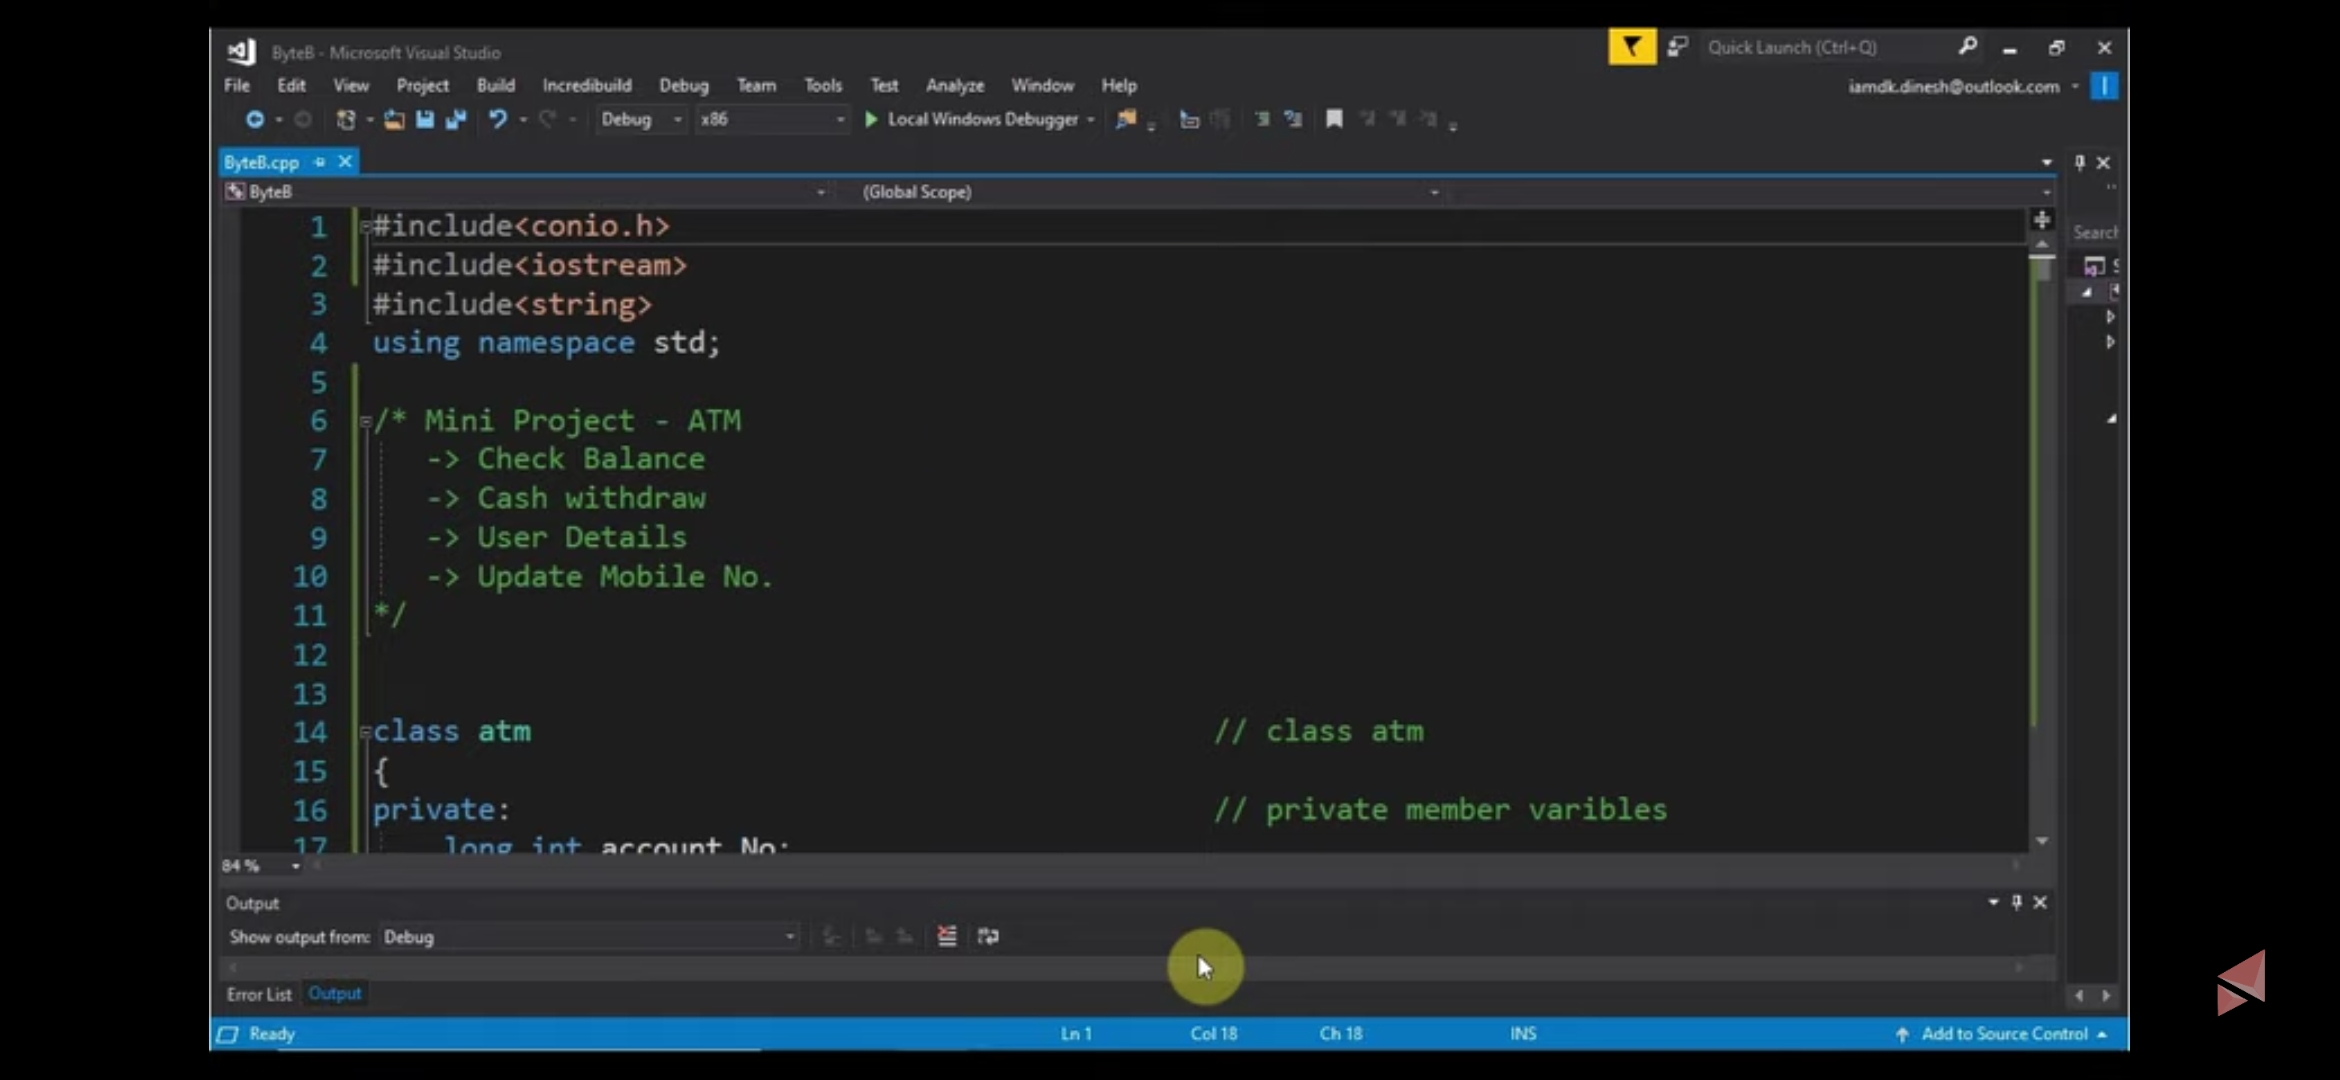 ByteB - Microsoft Visual Studio
Quick Launch (Ctrl+Q)
File Edit View Project Build Incredibuild Debug Team Tools Test Analyze Window Help
iamdk.dinesh@outlook.com
Debug x86 Local Windows Debugger
ByteB.cpp
ByteB (Global Scope)
1 #include<conio.h>
2 #include<iostream>
Search
3 #include<string>
4 using namespace std;
5
6 /* Mini Project - ATM
7 -> Check Balance
8 -> Cash withdraw
9 -> User Details
10 -> Update Mobile No.
11 */
12
13
14 class atm // class atm
15 {
16 private: // private member varibles
17 long int account_No;
84 %
Output
Show output from: Debug
Error List Output
Ready Ln 1 Col 18 Ch 18 INS Add to Source Control